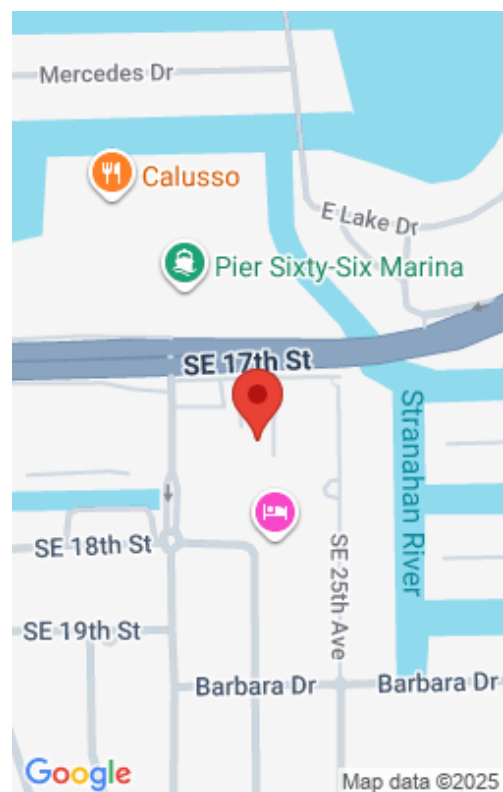 Mercedes Dr
Calusso
E Lake Dr
Pier Sixty-Six Marina
SE 17th St
Stranahan River
SE 18th St
SE 25th Ave
SE 19th St
Barbara Dr
Barbara Dr
Google
Map data ©2025